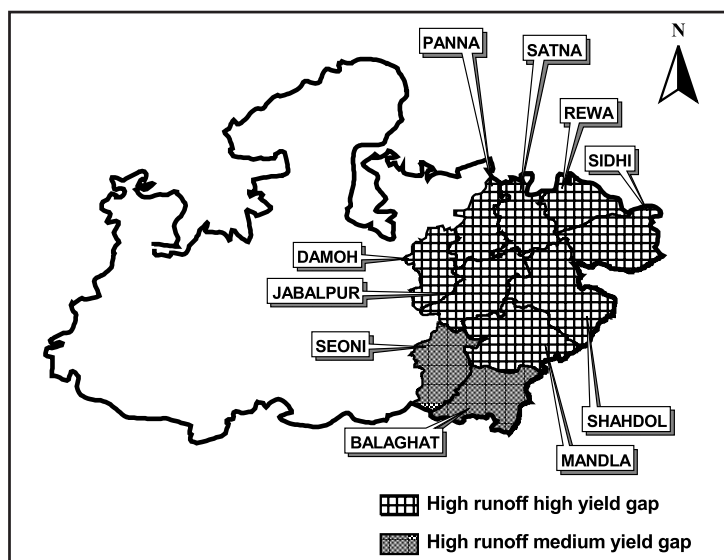 N
PANNA
SATNA
REWA
SIDHI
DAMOH
JABALPUR
SEONI
BALAGHAT
SHAHDOL
MANDLA
High runoff high yield gap
High runoff medium yield gap